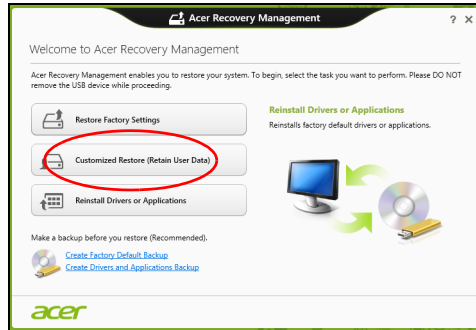 Acer Recovery Management
? X
Welcome to Acer Recovery Management
Acer Recovery Management enables you to restore your system. To begin, select the task you want to perform. Please DO NOT
remove the USB device while proceeding.
Restore Factory Settings
Customized Restore (Retain User Data)
Reinstall Drivers or Applications
Reinstall Drivers or Applications
Reinstalls factory default drivers or applications.
Make a backup before you restore (Recommended).
Create Factory Default Backup
Create Drivers and Applications Backup
acer